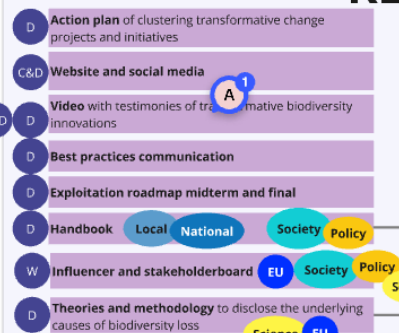 D Action plan of clustering transformative change
projects and initiatives
C&D Website and social media
A 1
D D Video with testimonies of biodiversity
innovations
D Best practices communication
D Exploitation roadmap midterm and final
D Handbook Local National Society Policy
W Influencer and stakeholderboard EU Society Policy
D Theories and methodology to disclose the underlying
causes of biodiversity loss
EU